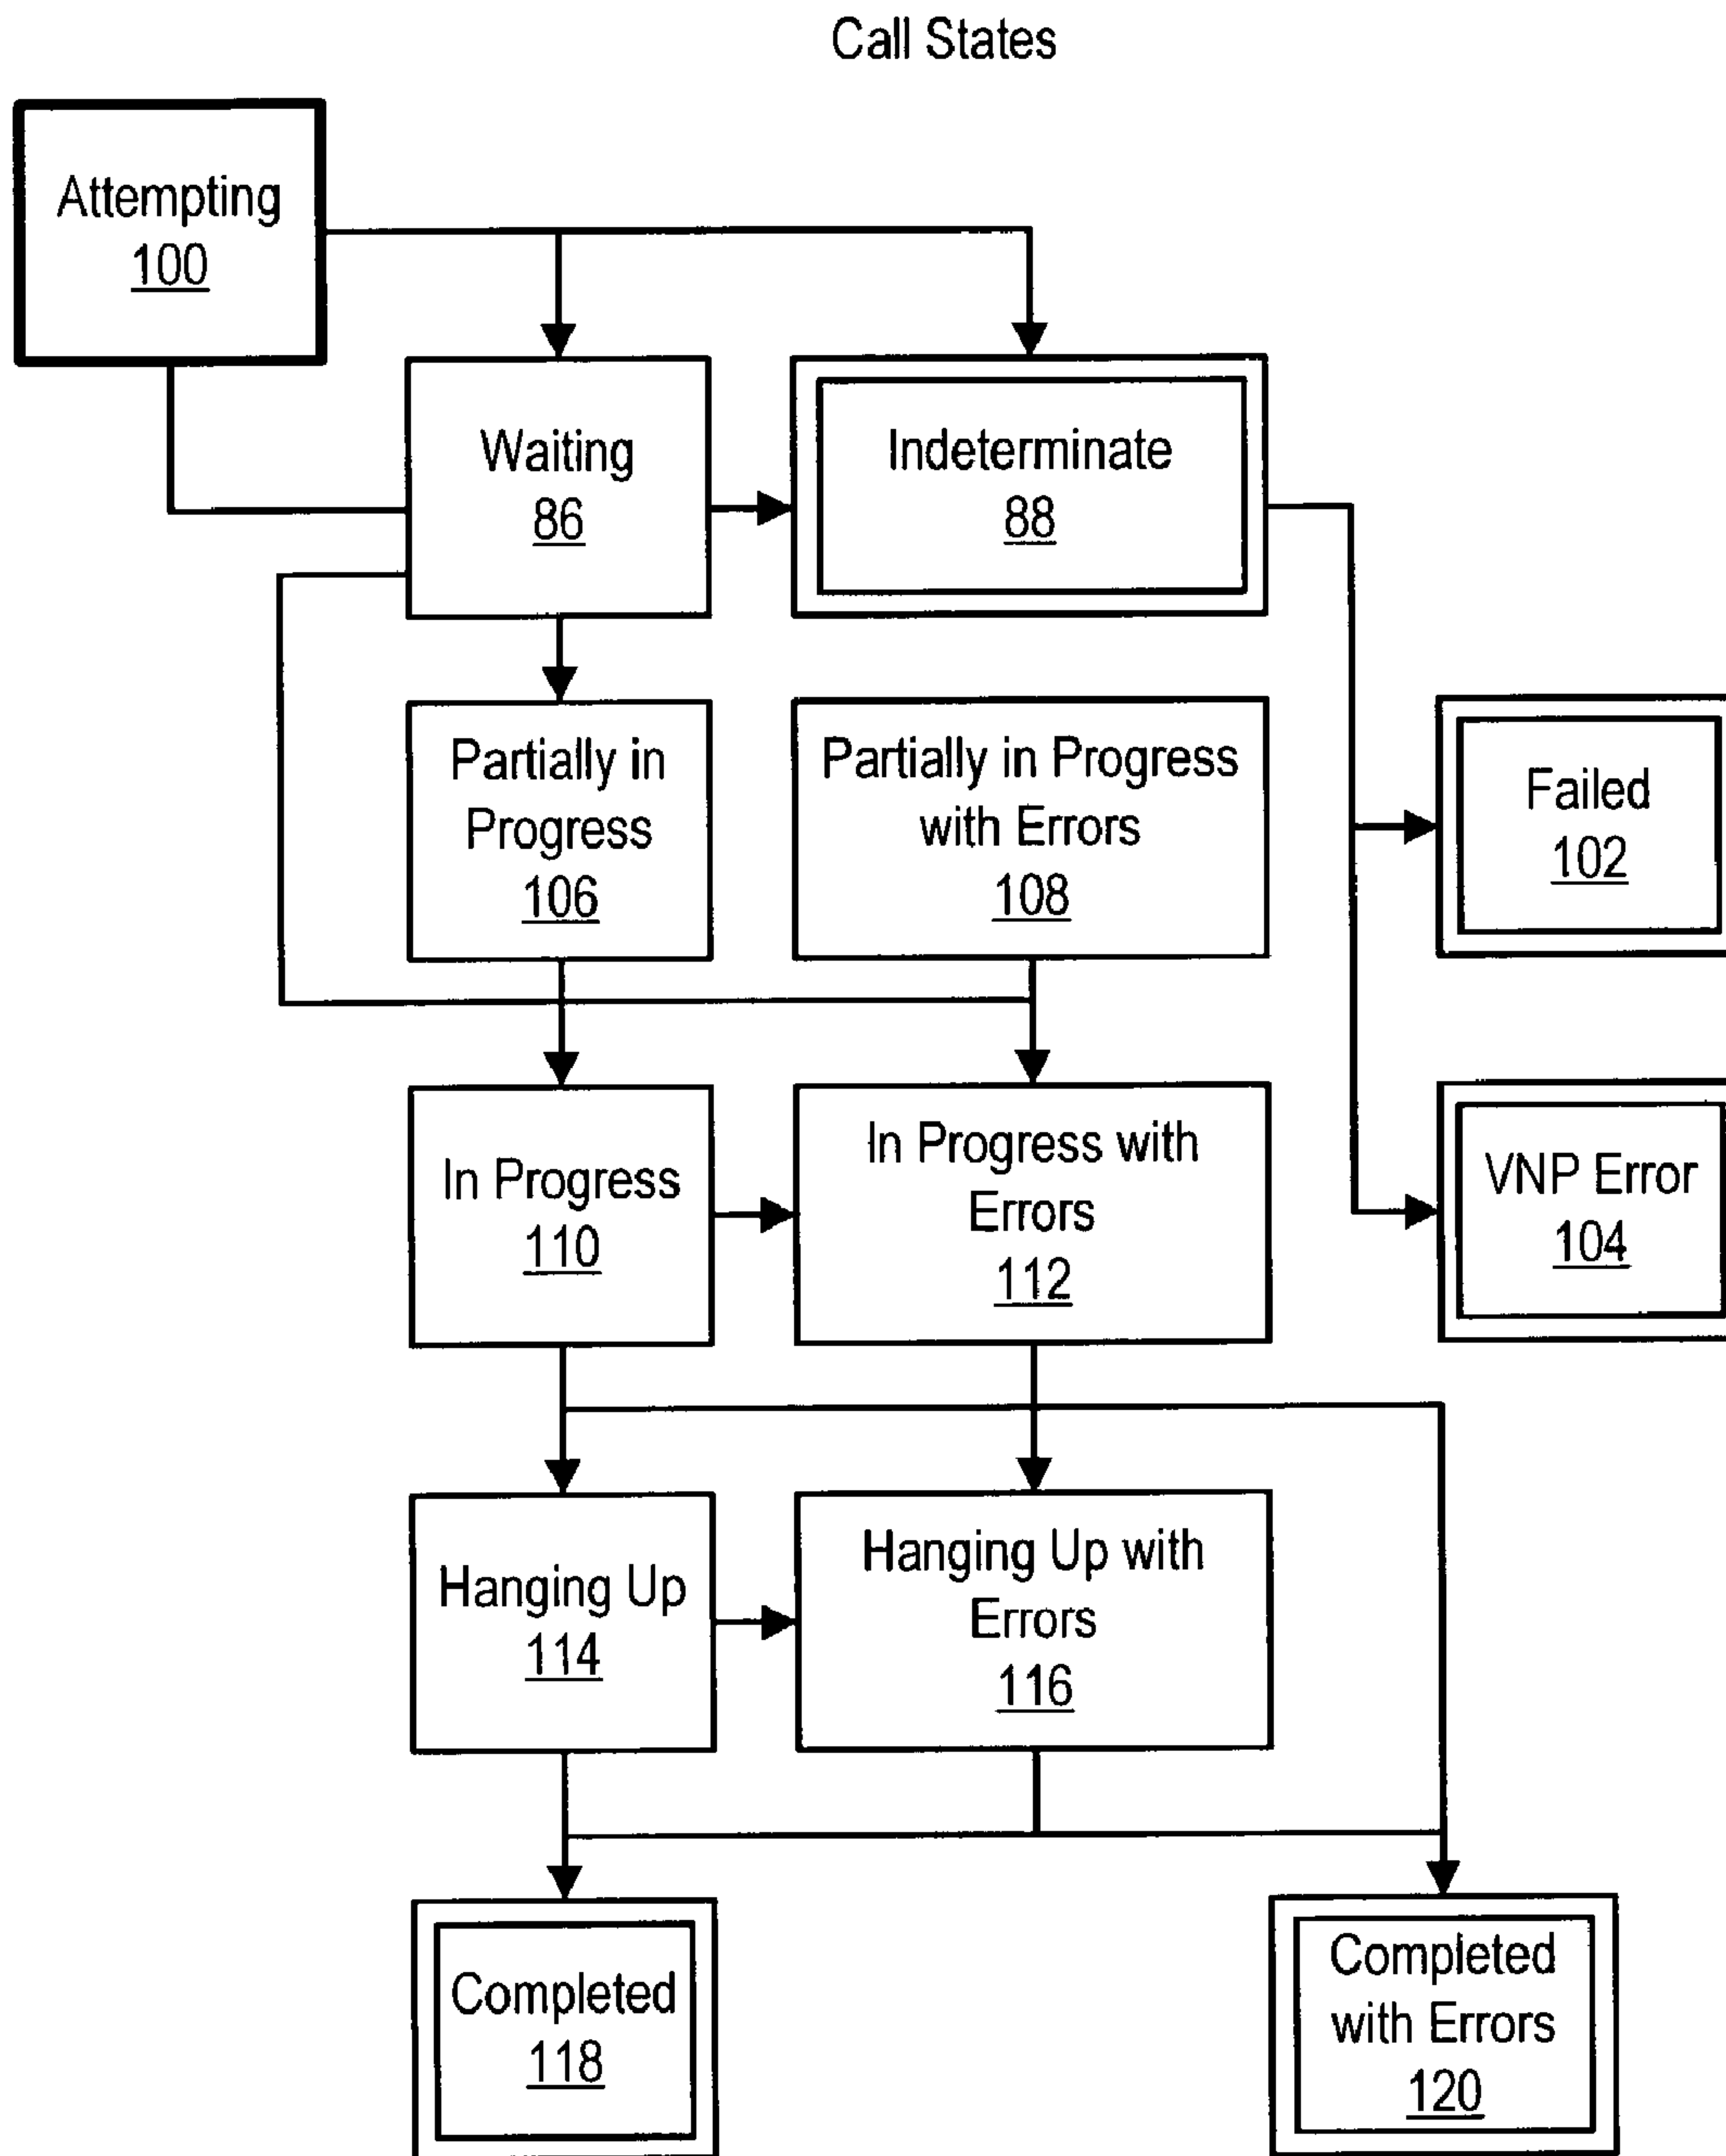 Call States
Attempting
100
Waiting
86
Indeterminate
88
Partially in
Progress
106
Partially in Progress
with Errors
108
Failed
102
In Progress
110
In Progress with
Errors
112
VNP Error
104
Hanging Up
114
Hanging Up with
Errors
116
Completed
118
Completed
with Errors
120